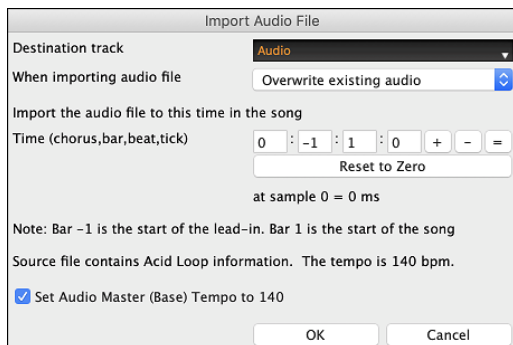 Import Audio File
Destination track Audio
When importing audio file Overwrite existing audio
Import the audio file to this time in the song
Time (chorus,bar,beat,tick) 0 : -1 : 1 : 0 + - =
Reset to Zero
at sample 0 = 0 ms
Note: Bar -1 is the start of the lead-in. Bar 1 is the start of the song
Source file contains Acid Loop information. The tempo is 140 bpm.
Set Audio Master (Base) Tempo to 140
OK Cancel